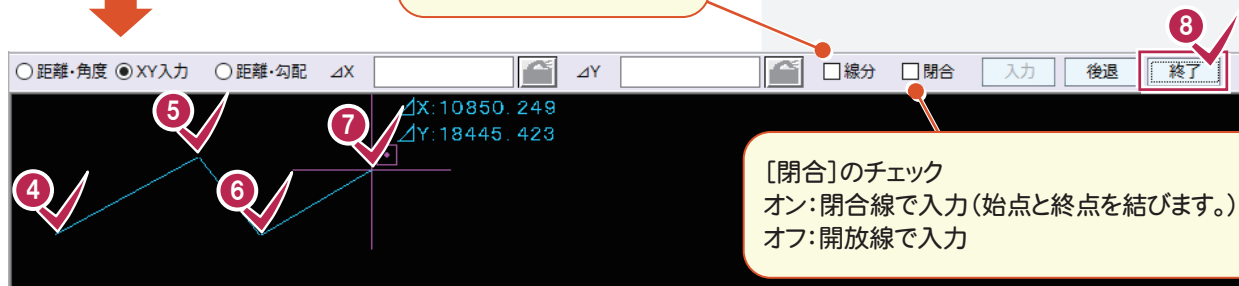 8
距離・角度 XY入力 距離・勾配 ⊿X ⊿Y 線分 閉合 入力 後退 終了
5
7
⊿X:10850.249
⊿Y:18445.423
4
6
[閉合]のチェック
オン：閉合線で入力（始点と終点を結びます。）
オフ：開放線で入力